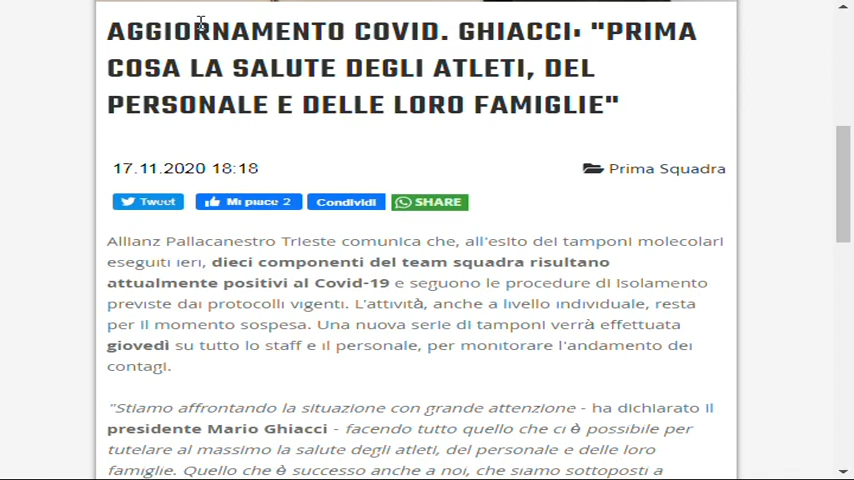 AGGIORNAMENTO COVID. GHIACCI: "PRIMA
COSA LA SALUTE DEGLI ATLETI, DEL
PERSONALE E DELLE LORO FAMIGLIE"
17.11.2020 18:18 Prima Squadra
Tweet Mi piace 2 Condividi SHARE
Allianz Pallacanestro Trieste comunica che, all'esito dei tamponi molecolari
eseguiti ieri, dieci componenti del team squadra risultano
attualmente positivi al Covid-19 e seguono le procedure di isolamento
previste dai protocolli vigenti. L'attività, anche a livello individuale, resta
per il momento sospesa. Una nuova serie di tamponi verrà effettuata
giovedì su tutto lo staff e il personale, per monitorare l'andamento dei
contagi.
"Stiamo affrontando la situazione con grande attenzione - ha dichiarato il
presidente Mario Ghiacci - facendo tutto quello che ci è possibile per
tutelare al massimo la salute degli atleti, del personale e delle loro
famiglie. Quello che è successo anche a noi, che siamo sottoposti a